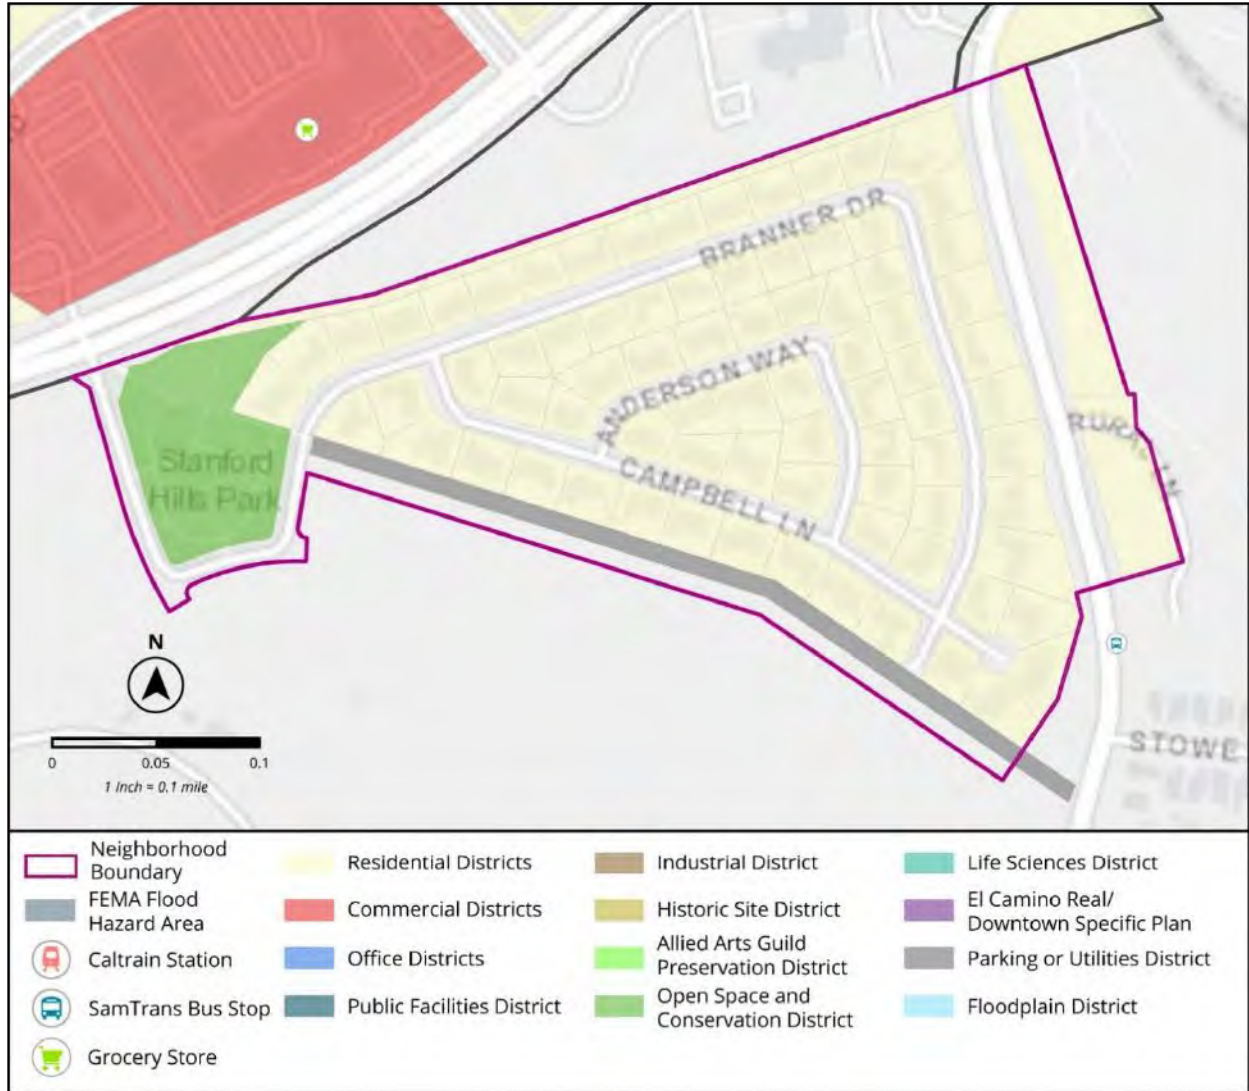 BRANNER DR
ANDERSON WAY
RURAL LN
CAMPBELL LN
Stanford
Hills Park
N
STOWE
0 0.05 0.1
1 Inch = 0.1 mile
Neighborhood
Boundary
FEMA Flood
Hazard Area
Caltrain Station
SamTrans Bus Stop
Grocery Store
Residential Districts
Commercial Districts
Office Districts
Public Facilities District
Industrial District
Historic Site District
Allied Arts Guild
Preservation District
Open Space and
Conservation District
Life Sciences District
El Camino Real/
Downtown Specific Plan
Parking or Utilities District
Floodplain District